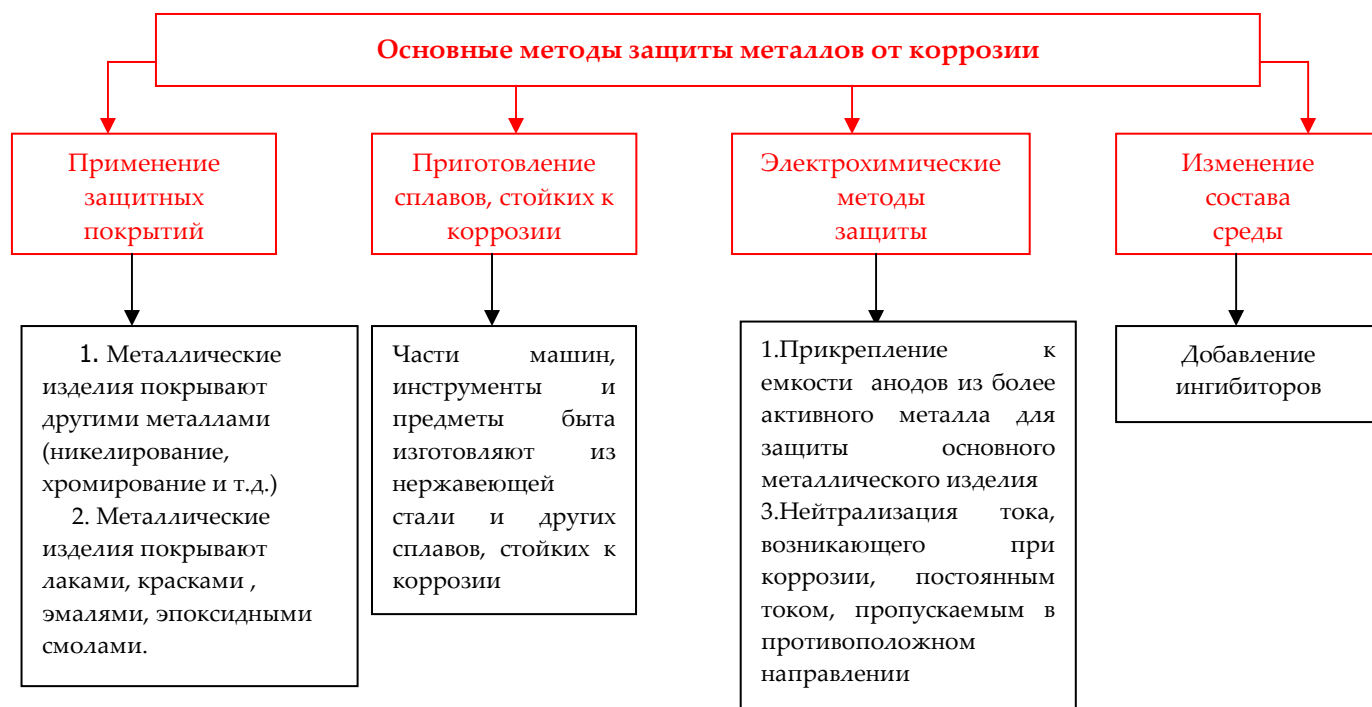 Основные методы защиты металлов от коррозии
Применение
защитных
покрытий
Приготовление
сплавов, стойких к
коррозии
Электрохимические
методы
защиты
Изменение
состава
среды
1. Металлические
изделия покрывают
другими металлами
(никелирование,
хромирование и т.д.)
2. Металлические
изделия покрывают
лаками, красками ,
эмалями, эпоксидными
смолами.
Части машин,
инструменты и
предметы быта
изготовляют из
нержавеющей
стали и других
сплавов, стойких к
коррозии
1.Прикрепление к
емкости анодов из более
активного металла для
защиты основного
металлического изделия
3.Нейтрализация тока,
возникающего при
коррозии, постоянным
током, пропускаемым в
противоположном
направлении
Добавление
ингибиторов